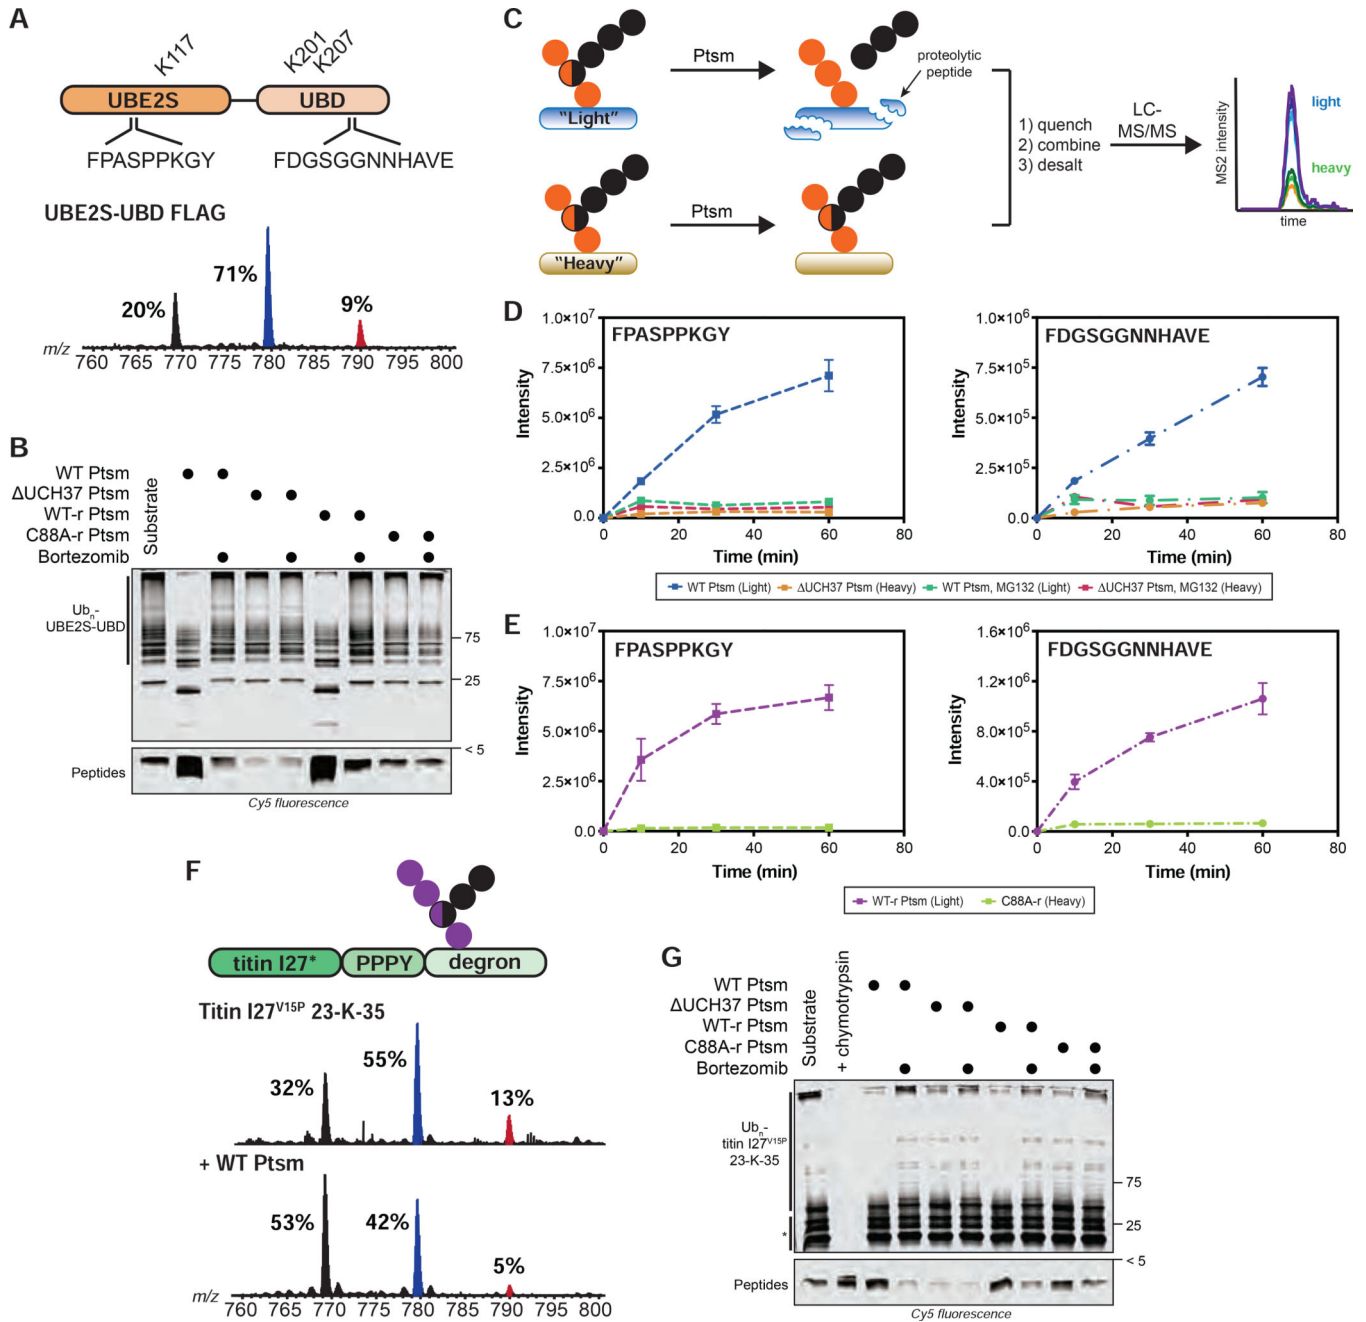 A
K117
K201
K207
UBE2S
UBD
FPASPPKGY
FDGSGGNNHAVE
UBE2S-UBD FLAG
20%
71%
9%
m/z
760 765 770 775 780 785 790 795 800
B
WT Ptsm
ΔUCH37 Ptsm
WT-r Ptsm
C88A-r Ptsm
Bortezomib
Substrate
Ubn-
UBE2S-UBD
75
25
< 5
Peptides
Cy5 fluorescence
C
"Light"
Ptsm
proteolytic
peptide
"Heavy"
Ptsm
1) quench
2) combine
3) desalt
LC-
MS/MS
MS2 intensity
light
heavy
time
D
FPASPPKGY
Intensity
1.0×10⁷
7.5×10⁶
5.0×10⁶
2.5×10⁶
0.0
0 20 40 60 80
Time (min)
FDGSGGNNHAVE
Intensity
1.0×10⁶
7.5×10⁵
5.0×10⁵
2.5×10⁵
0.0
0 20 40 60 80
Time (min)
WT Ptsm (Light) ΔUCH37 Ptsm (Heavy) WT Ptsm, MG132 (Light) ΔUCH37 Ptsm, MG132 (Heavy)
E
FPASPPKGY
Intensity
1.0×10⁷
7.5×10⁶
5.0×10⁶
2.5×10⁶
0.0
0 20 40 60 80
Time (min)
FDGSGGNNHAVE
Intensity
1.6×10⁶
1.2×10⁶
8.0×10⁵
4.0×10⁵
0.0
0 20 40 60 80
Time (min)
WT-r Ptsm (Light) C88A-r (Heavy)
F
titin I27*
PPPY
degron
Titin I27ⱽ¹⁵ᴾ 23-K-35
32%
55%
13%
+ WT Ptsm
53%
42%
5%
m/z
760 765 770 775 780 785 790 795 800
G
WT Ptsm
ΔUCH37 Ptsm
WT-r Ptsm
C88A-r Ptsm
Bortezomib
Substrate
+ chymotrypsin
Ubn-
titin I27ⱽ¹⁵ᴾ
23-K-35
*
75
25
< 5
Peptides
Cy5 fluorescence